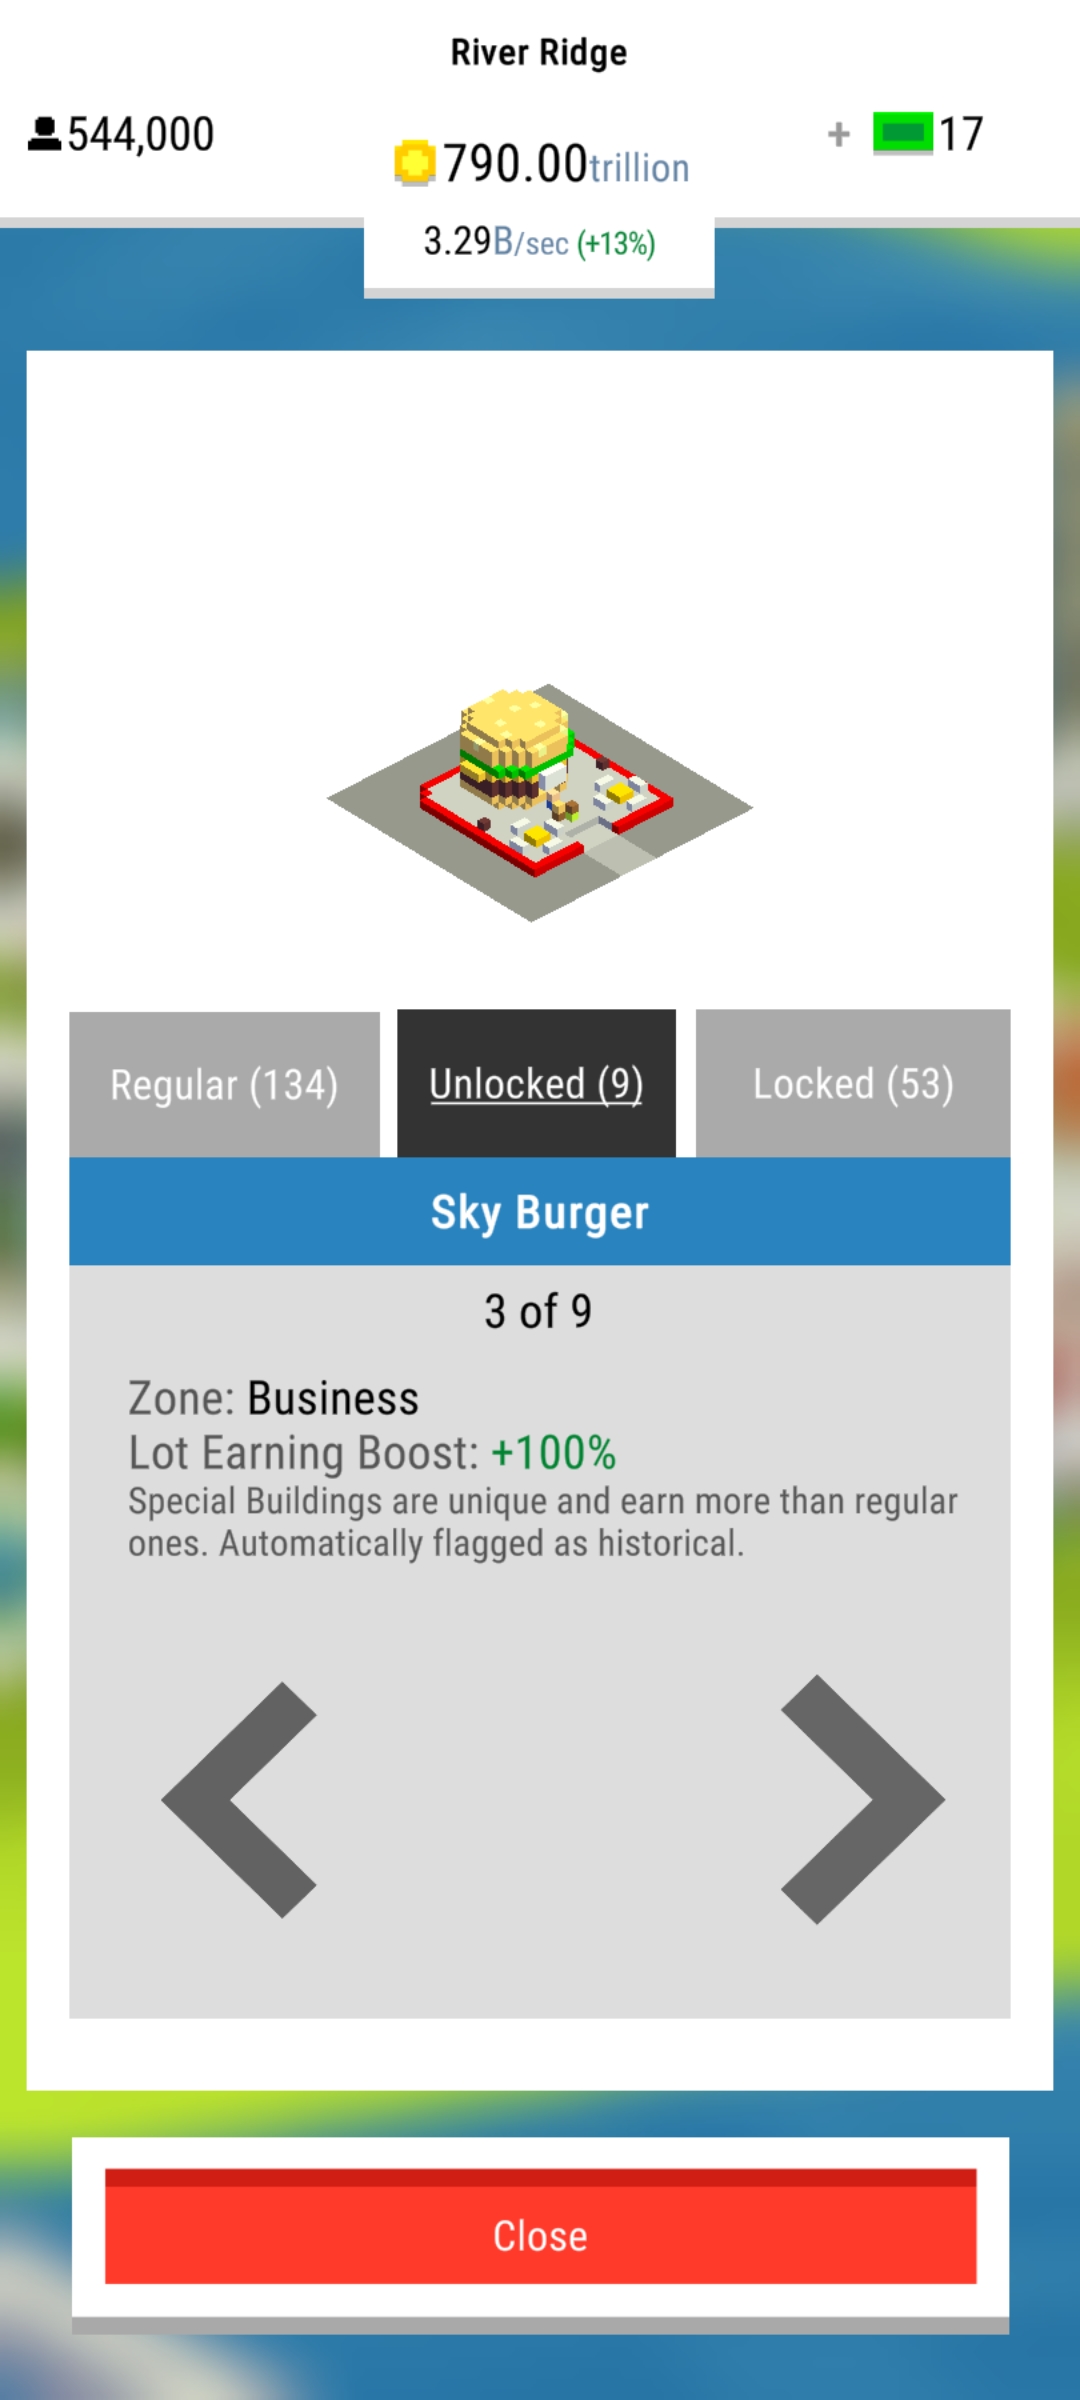 River Ridge
544,000
790.00trillion
+ 17
3.29B/sec (+13%)
Regular (134)
Unlocked (9)
Locked (53)
Sky Burger
3 of 9
Zone: Business
Lot Earning Boost: +100%
Special Buildings are unique and earn more than regular
ones. Automatically flagged as historical.
Close